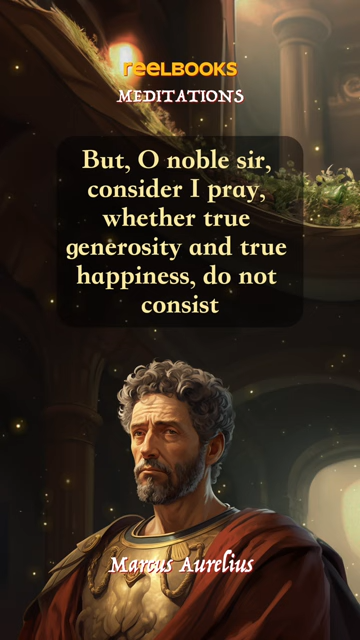 reelbooks
MEDITATIONS
But, O noble sir,
consider I pray,
whether true
generosity and true
happiness, do not
consist
Marcus Aurelius